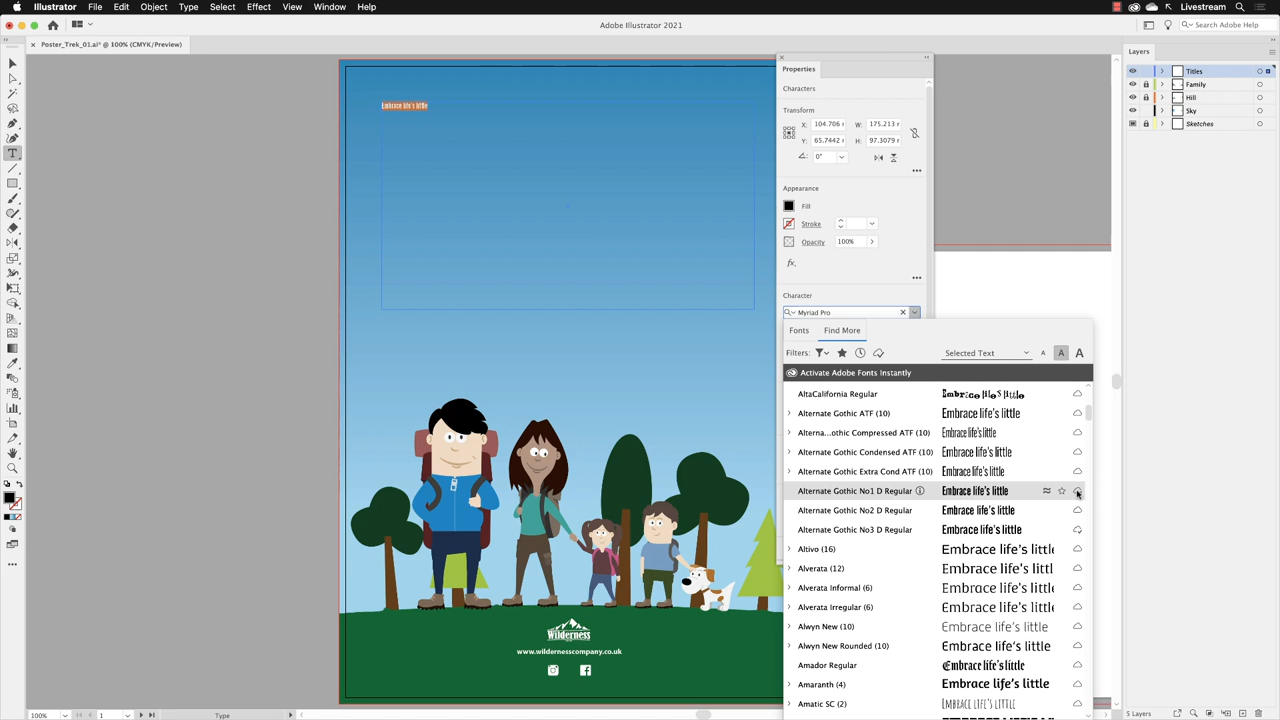 Illustrator File Edit Object Type Select Effect View Window Help Livestream
Adobe Illustrator 2021 Search Adobe Help
Poster_Trek_01.ai* @ 100% (CMYK/Preview)
Layers
Titles
Family
Hill
Sky
Sketches
Embrace life's little
Properties
Characters
Transform
X: 104.706 r W: 175.213 r
Y: 65.7442 r H: 97.3079 r
0°
Appearance
Fill
Stroke
Opacity 100%
fx.
Character
Myriad Pro
Fonts Find More
Filters: Selected Text A A A
Activate Adobe Fonts Instantly
AltaCalifornia Regular Embrace life's little
Alternate Gothic ATF (10) Embrace life's little
Alterna...othic Compressed ATF (10) Embrace life's little
Alternate Gothic Condensed ATF (10) Embrace life's little
Alternate Gothic Extra Cond ATF (10) Embrace life's little
Alternate Gothic No1 D Regular Embrace life's little
Alternate Gothic No2 D Regular Embrace life's little
Alternate Gothic No3 D Regular Embrace life's little
Altivo (16) Embrace life's little
Alverata (12) Embrace life's littl
Alverata Informal (6) Embrace life's little
Alverata Irregular (6) Embrace life's little
Alwyn New (10) Embrace life's little
Alwyn New Rounded (10) Embrace life's little
Amador Regular Embrace life's little
Amaranth (4) Embrace life's little
Amatic SC (2) Embrace life's little
Wilderness
www.wildernesscompany.co.uk
100% 1 Type 5 Layers